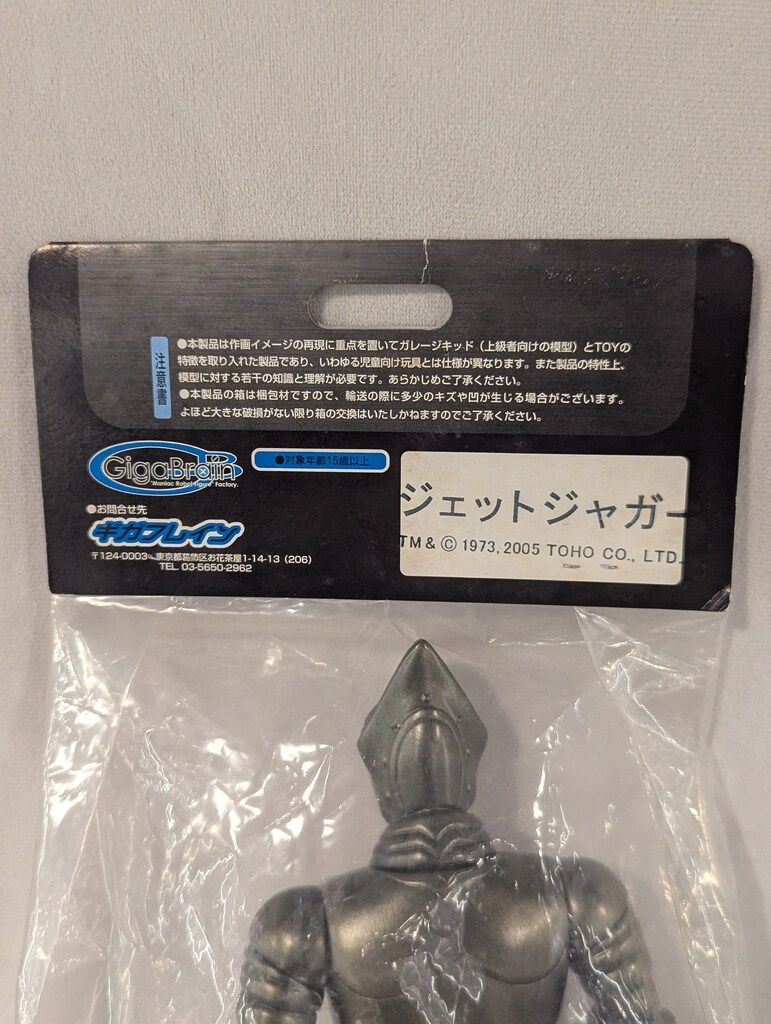 注意書
●本製品は作画イメージの再現に重点を置いてガレージキッド（上級者向けの模型）とTOYの
特徴を取り入れた製品であり、いわゆる児童向け玩具とは仕様が異なります。また製品の特性上、
模型に対する若干の知識と理解が必要です。あらかじめご了承ください。
●本製品の箱は梱包材ですので、輸送の際に多少のキズや凹が生じる場合がございます。
よほど大きな破損がない限り箱の交換はいたしかねますのでご了承ください。
GigaBrain
"Maniac Robot Figure" Factory.
●対象年齢15歳以上
●お問合せ先
ギガブレイン
〒124-0003 東京都葛飾区お花茶屋1-14-13（206）
TEL. 03-5650-2962
ジェットジャガー
TM & © 1973, 2005 TOHO CO., LTD.